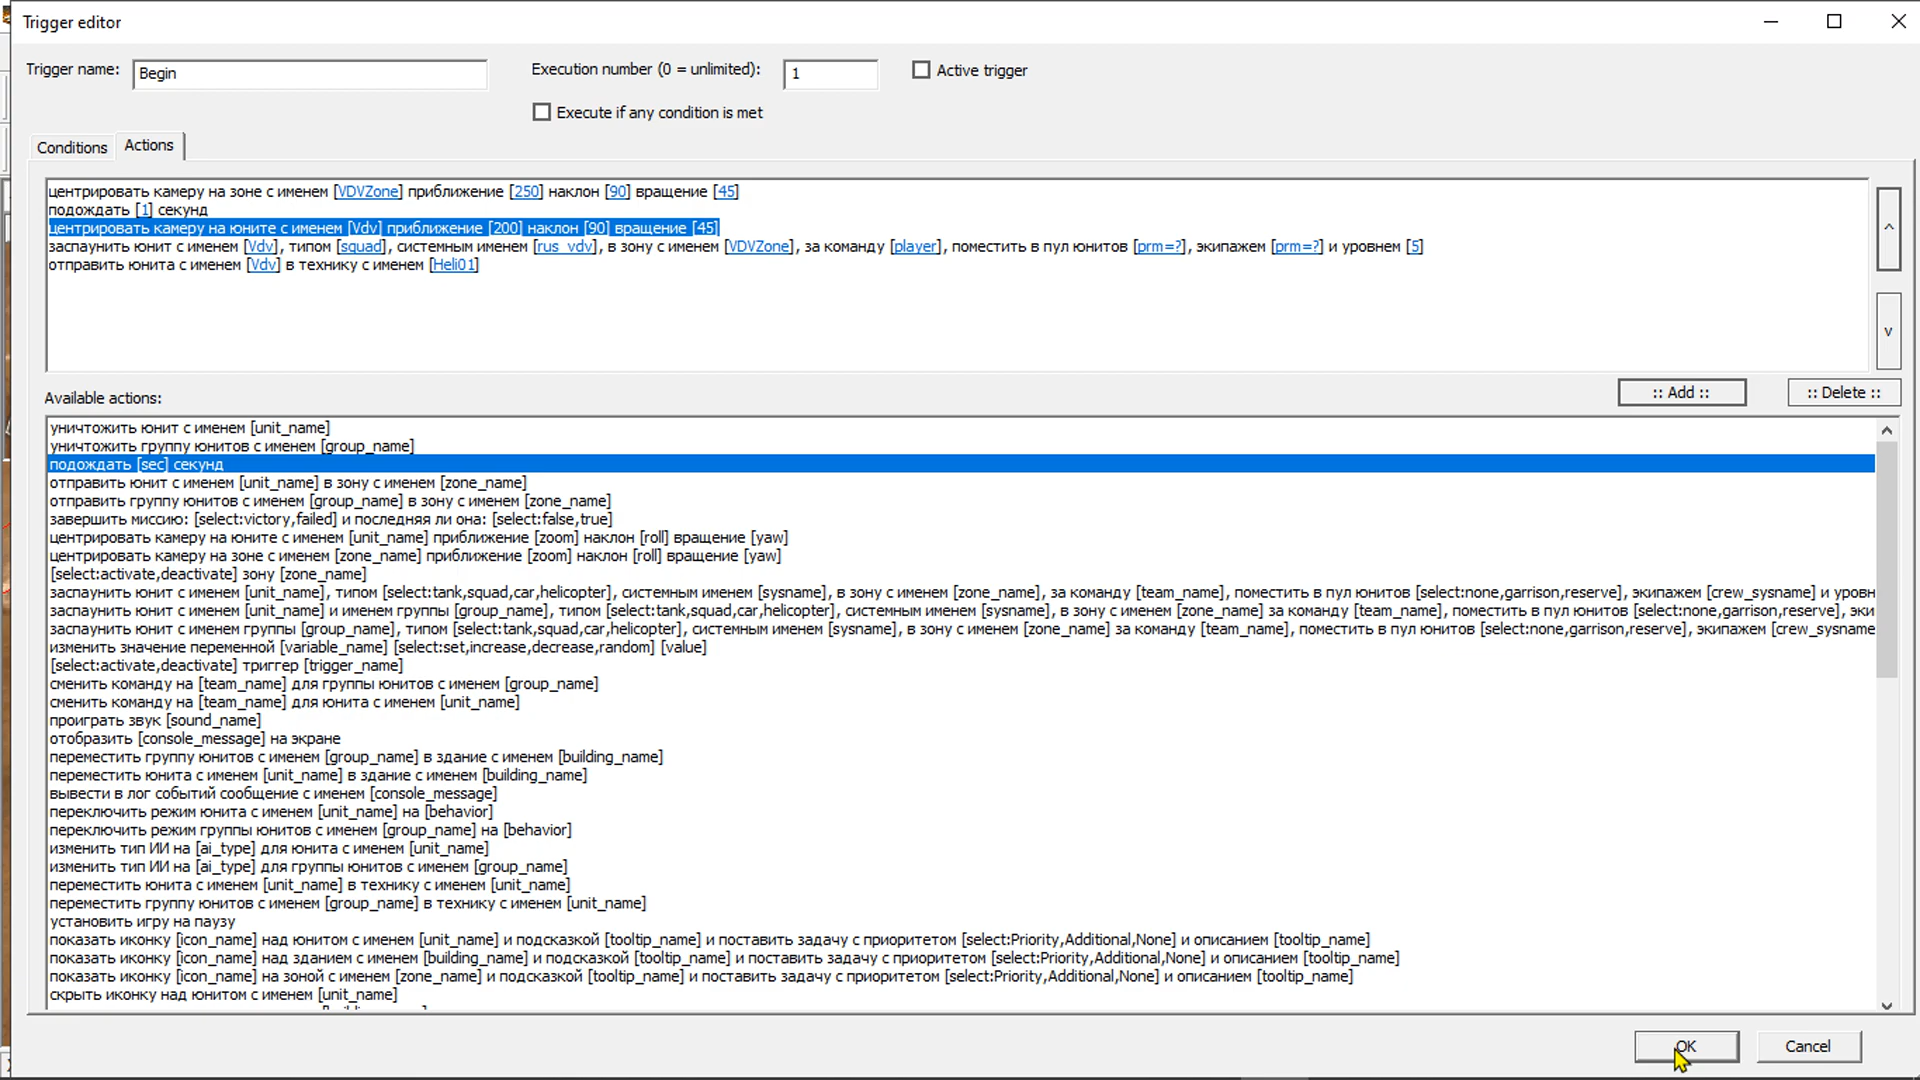 Trigger editor
Trigger name: Begin Execution number (0 = unlimited): 1 Active trigger
Execute if any condition is met
Conditions Actions
центрировать камеру на зоне с именем [VDVZone] приближение [250] наклон [90] вращение [45]
подождать [1] секунд
центрировать камеру на юните с именем [Vdv] приближение [200] наклон [90] вращение [45]
заспаунить юнит с именем [Vdv], типом [squad], системным именем [rus_vdv], в зону с именем [VDVZone], за команду [player], поместить в пул юнитов [prm=?], экипажем [prm=?] и уровнем [5]
отправить юнита с именем [Vdv] в технику с именем [Heli01]
^
v
Available actions: :: Add :: :: Delete ::
уничтожить юнит с именем [unit_name]
уничтожить группу юнитов с именем [group_name]
подождать [sec] секунд
отправить юнит с именем [unit_name] в зону с именем [zone_name]
отправить группу юнитов с именем [group_name] в зону с именем [zone_name]
завершить миссию: [select:victory,failed] и последняя ли она: [select:false,true]
центрировать камеру на юните с именем [unit_name] приближение [zoom] наклон [roll] вращение [yaw]
центрировать камеру на зоне с именем [zone_name] приближение [zoom] наклон [roll] вращение [yaw]
[select:activate,deactivate] зону [zone_name]
заспаунить юнит с именем [unit_name], типом [select:tank,squad,car,helicopter], системным именем [sysname], в зону с именем [zone_name], за команду [team_name], поместить в пул юнитов [select:none,garrison,reserve], экипажем [crew_sysname] и уровн
заспаунить юнит с именем [unit_name] и именем группы [group_name], типом [select:tank,squad,car,helicopter], системным именем [sysname], в зону с именем [zone_name] за команду [team_name], поместить в пул юнитов [select:none,garrison,reserve], эки
заспаунить юнит с именем группы [group_name], типом [select:tank,squad,car,helicopter], системным именем [sysname], в зону с именем [zone_name] за команду [team_name], поместить в пул юнитов [select:none,garrison,reserve], экипажем [crew_sysname
изменить значение переменной [variable_name] [select:set,increase,decrease,random] [value]
[select:activate,deactivate] триггер [trigger_name]
сменить команду на [team_name] для группы юнитов с именем [group_name]
сменить команду на [team_name] для юнита с именем [unit_name]
проиграть звук [sound_name]
отобразить [console_message] на экране
переместить группу юнитов с именем [group_name] в здание с именем [building_name]
переместить юнита с именем [unit_name] в здание с именем [building_name]
вывести в лог событий сообщение с именем [console_message]
переключить режим юнита с именем [unit_name] на [behavior]
переключить режим группы юнитов с именем [group_name] на [behavior]
изменить тип ИИ на [ai_type] для юнита с именем [unit_name]
изменить тип ИИ на [ai_type] для группы юнитов с именем [group_name]
переместить юнита с именем [unit_name] в технику с именем [unit_name]
переместить группу юнитов с именем [group_name] в технику с именем [unit_name]
установить игру на паузу
показать иконку [icon_name] над юнитом с именем [unit_name] и подсказкой [tooltip_name] и поставить задачу с приоритетом [select:Priority,Additional,None] и описанием [tooltip_name]
показать иконку [icon_name] над зданием с именем [building_name] и подсказкой [tooltip_name] и поставить задачу с приоритетом [select:Priority,Additional,None] и описанием [tooltip_name]
показать иконку [icon_name] на зоной с именем [zone_name] и подсказкой [tooltip_name] и поставить задачу с приоритетом [select:Priority,Additional,None] и описанием [tooltip_name]
скрыть иконку над юнитом с именем [unit_name]
OK Cancel